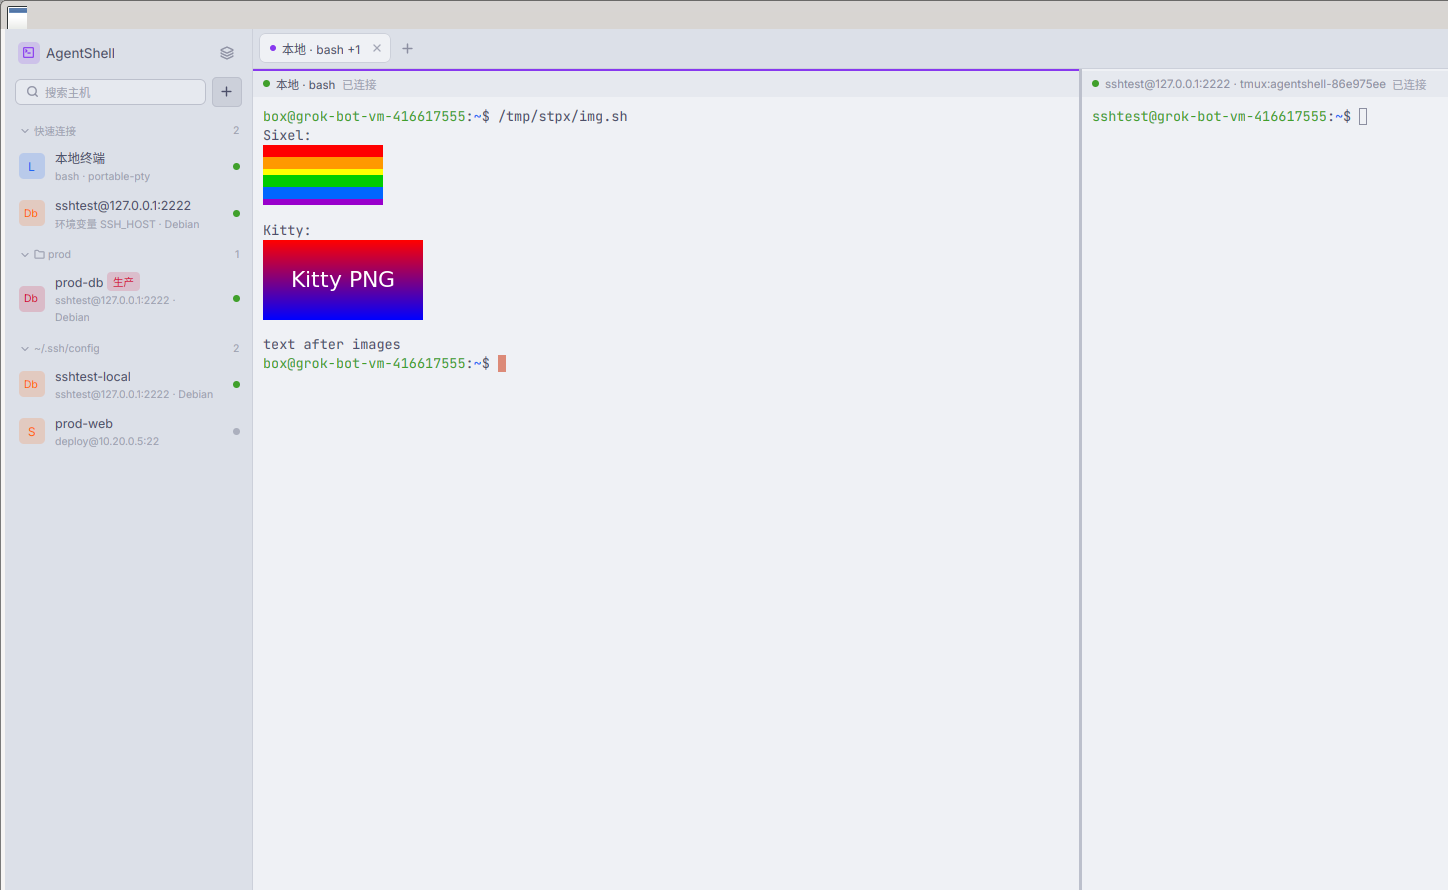 AgentShell
搜索主机
快速连接 2
L 本地终端
bash · portable-pty
Db sshtest@127.0.0.1:2222
环境变量 SSH_HOST · Debian
prod 1
Db prod-db 生产
sshtest@127.0.0.1:2222 ·
Debian
~/.ssh/config 2
Db sshtest-local
sshtest@127.0.0.1:2222 · Debian
S prod-web
deploy@10.20.0.5:22
本地 · bash +1
本地 · bash 已连接
box@grok-bot-vm-416617555:~$ /tmp/stpx/img.sh
Sixel:
Kitty:
Kitty PNG
text after images
box@grok-bot-vm-416617555:~$
sshtest@127.0.0.1:2222 · tmux:agentshell-86e975ee 已连接
sshtest@grok-bot-vm-416617555:~$